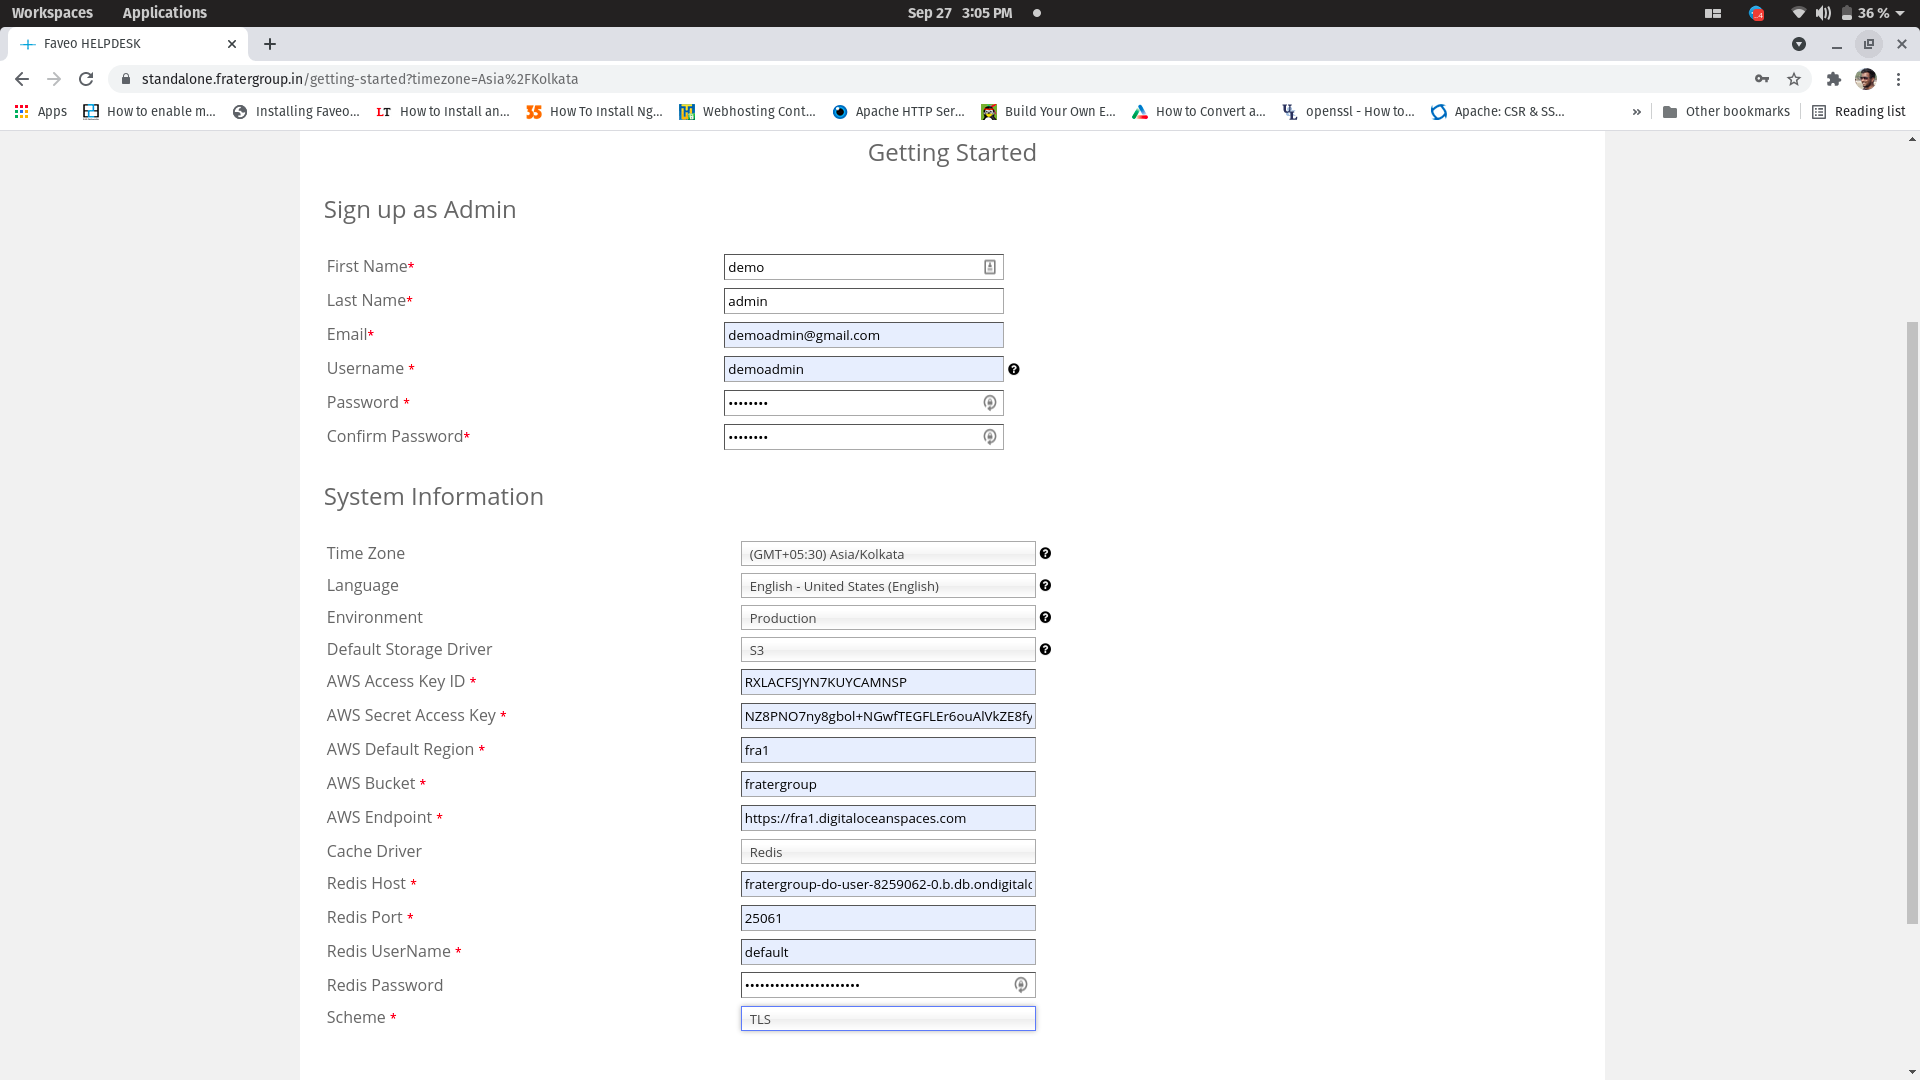 Workspaces Applications Sep 27 3:05 PM 36 %
Faveo HELPDESK
standalone.fratergroup.in/getting-started?timezone=Asia%2FKolkata
Apps How to enable m... Installing Faveo... LT How to Install an... How To Install Ng... Webhosting Cont... Apache HTTP Ser... Build Your Own E... How to Convert a... openssl - How to... Apache: CSR & SS... » Other bookmarks Reading list
Getting Started
Sign up as Admin
First Name* demo
Last Name* admin
Email* demoadmin@gmail.com
Username * demoadmin
Password * ••••••••
Confirm Password* ••••••••
System Information
Time Zone (GMT+05:30) Asia/Kolkata
Language English - United States (English)
Environment Production
Default Storage Driver S3
AWS Access Key ID * RXLACFSJYN7KUYCAMNSP
AWS Secret Access Key * NZ8PNO7ny8gbol+NGwfTEGFLEr6ouAlVkZE8fy
AWS Default Region * fra1
AWS Bucket * fratergroup
AWS Endpoint * https://fra1.digitaloceanspaces.com
Cache Driver Redis
Redis Host * fratergroup-do-user-8259062-0.b.db.ondigitalo
Redis Port * 25061
Redis UserName * default
Redis Password •••••••••••••••••••••••
Scheme * TLS